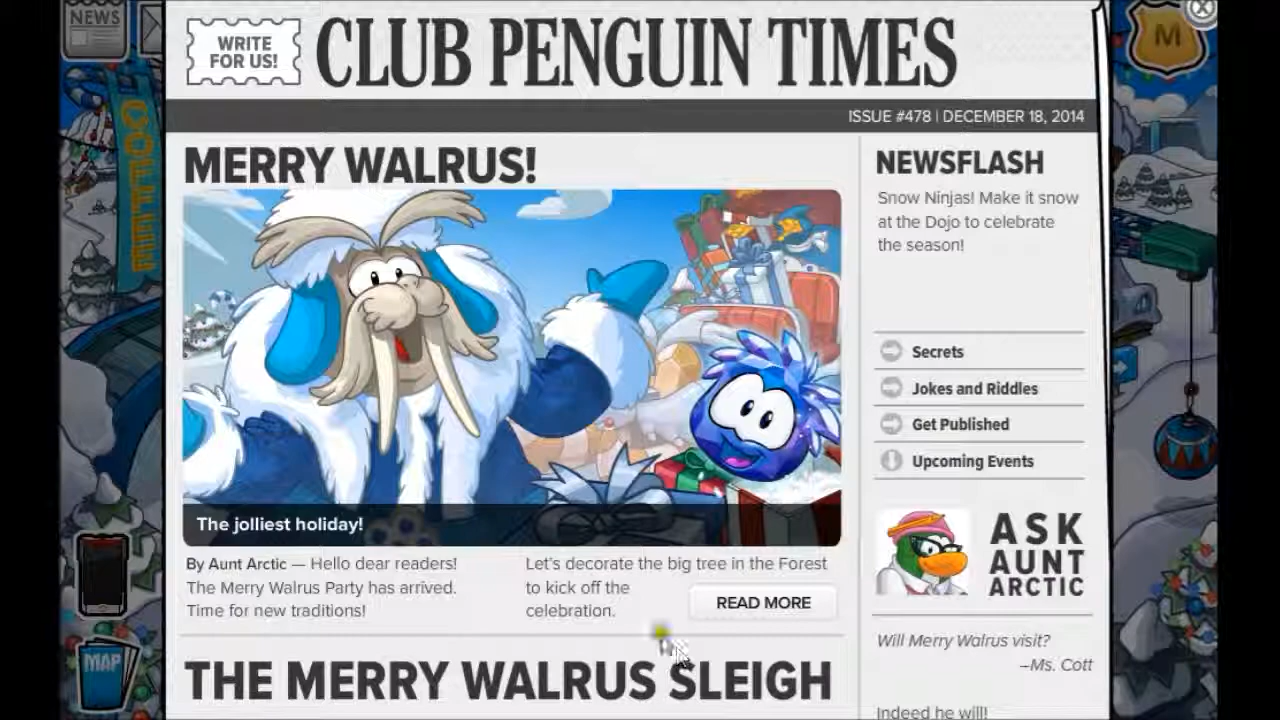 NEWS
WRITE
FOR US!
CLUB PENGUIN TIMES
M
ISSUE #478 | DECEMBER 18, 2014
COFFEE
MERRY WALRUS!
The jolliest holiday!
By Aunt Arctic — Hello dear readers!
The Merry Walrus Party has arrived.
Time for new traditions!
Let's decorate the big tree in the Forest
to kick off the
celebration.
READ MORE
THE MERRY WALRUS SLEIGH
NEWSFLASH
Snow Ninjas! Make it snow
at the Dojo to celebrate
the season!
Secrets
Jokes and Riddles
Get Published
Upcoming Events
ASK
AUNT
ARCTIC
Will Merry Walrus visit?
–Ms. Cott
Indeed he will!
MAP